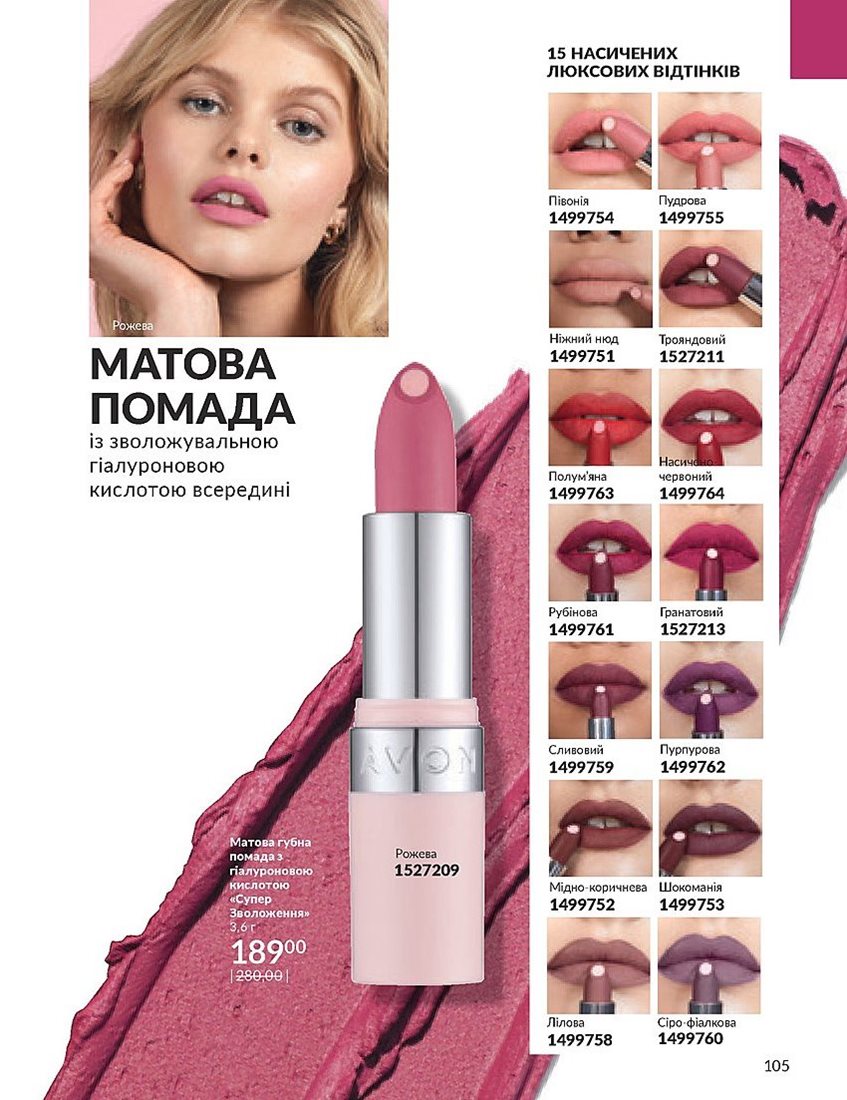 Рожева
МАТОВА
ПОМАДА
із зволожувальною
гіалуроновою
кислотою всередині
AVON
Рожева
1527209
Матова губна
помада з
гіалуроновою
кислотою
«Супер
Зволоження»
3,6 г
18900
|280,00|
15 НАСИЧЕНИХ
ЛЮКСОВИХ ВІДТІНКІВ
Півонія
1499754
Пудрова
1499755
Ніжний нюд
1499751
Трояндовий
1527211
Полум'яна
1499763
Насичено
червоний
1499764
Рубінова
1499761
Гранатовий
1527213
Сливовий
1499759
Пурпурова
1499762
Мідно-коричнева
1499752
Шокоманія
1499753
Лілова
1499758
Сіро-фіалкова
1499760
105